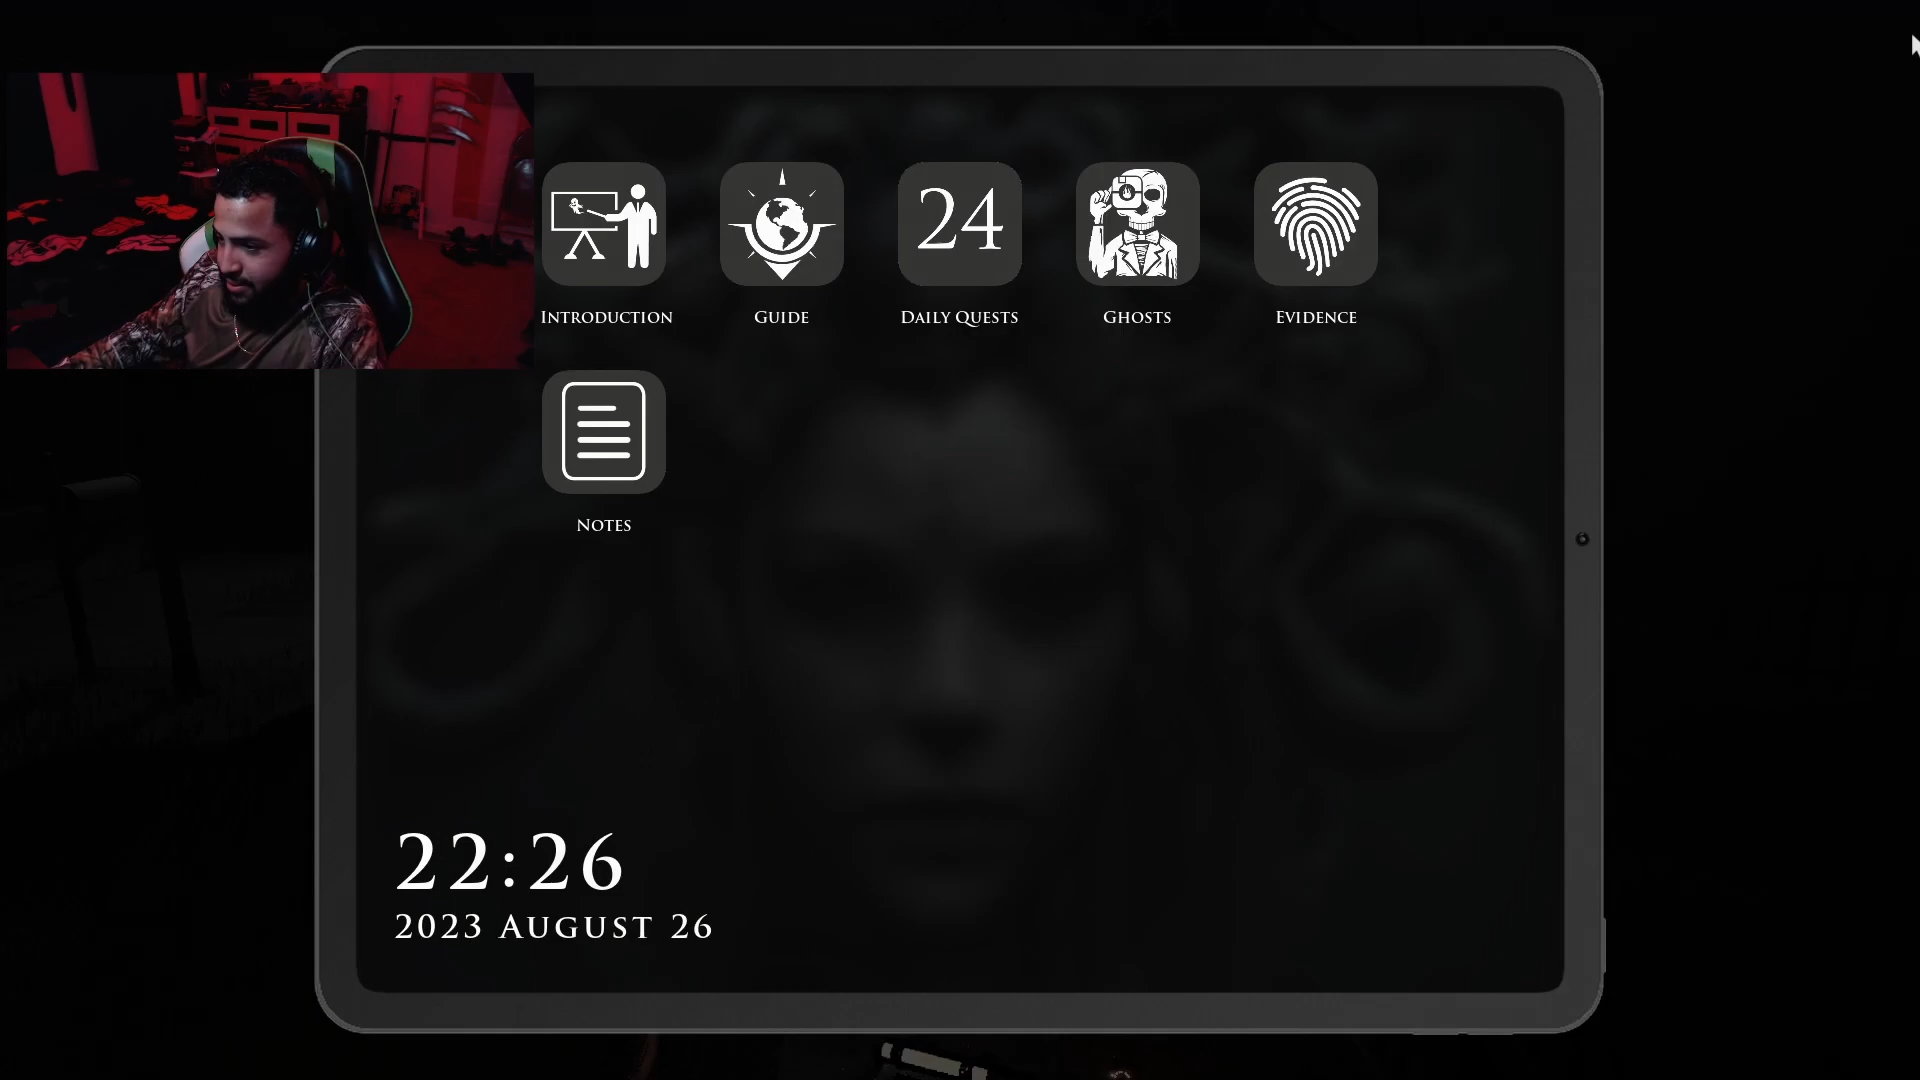 24
Introduction
Guide
Daily Quests
Ghosts
Evidence
Notes
22:26
2023 August 26